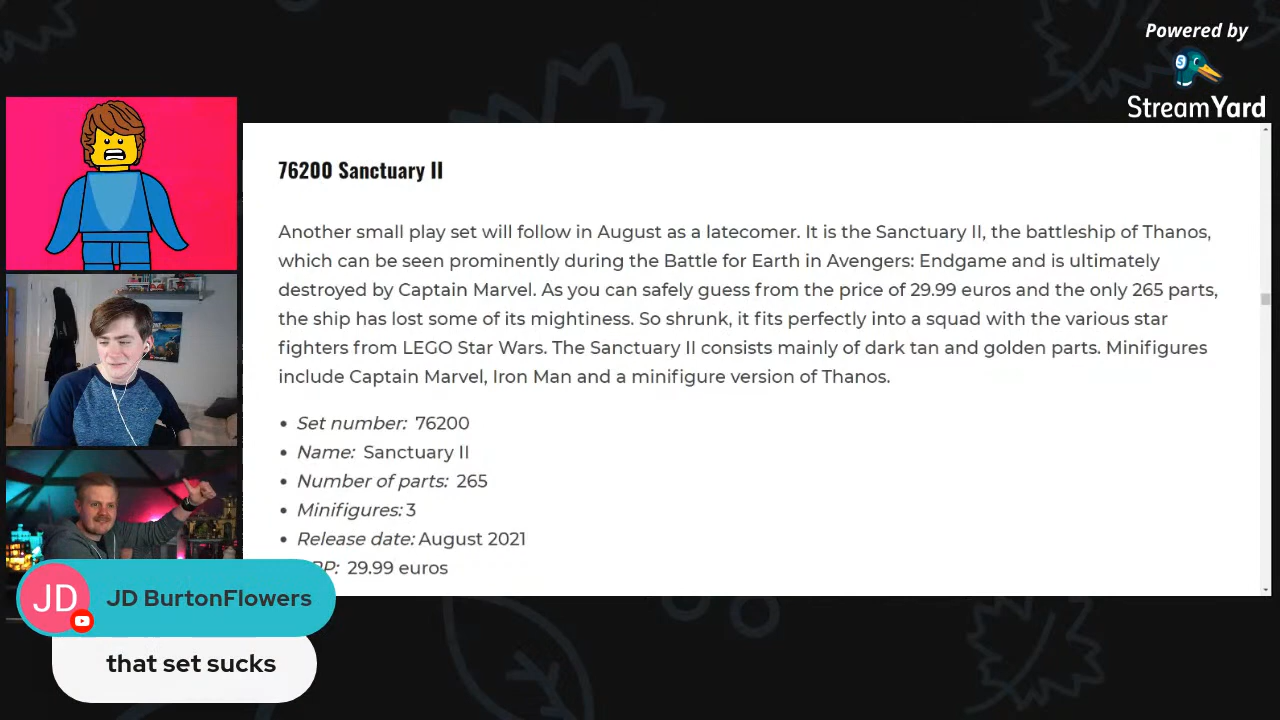 Powered by
StreamYard
76200 Sanctuary II
Another small play set will follow in August as a latecomer. It is the Sanctuary II, the battleship of Thanos,
which can be seen prominently during the Battle for Earth in Avengers: Endgame and is ultimately
destroyed by Captain Marvel. As you can safely guess from the price of 29.99 euros and the only 265 parts,
the ship has lost some of its mightiness. So shrunk, it fits perfectly into a squad with the various star
fighters from LEGO Star Wars. The Sanctuary II consists mainly of dark tan and golden parts. Minifigures
include Captain Marvel, Iron Man and a minifigure version of Thanos.
• Set number: 76200
• Name: Sanctuary II
• Number of parts: 265
• Minifigures: 3
• Release date: August 2021
29.99 euros
JD
JD BurtonFlowers
that set sucks